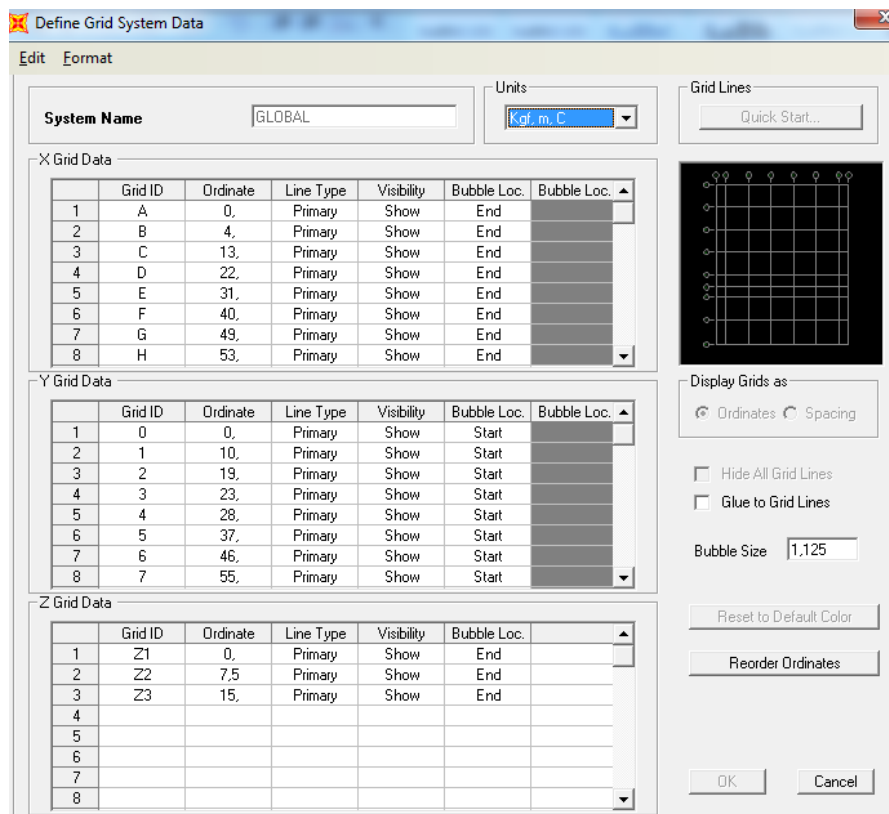 Define Grid System Data
Edit Format
System Name GLOBAL
Units
Kgf, m, C
Grid Lines
Quick Start...
X Grid Data
Grid ID Ordinate Line Type Visibility Bubble Loc. Bubble Loc.
1 A 0, Primary Show End
2 B 4, Primary Show End
3 C 13, Primary Show End
4 D 22, Primary Show End
5 E 31, Primary Show End
6 F 40, Primary Show End
7 G 49, Primary Show End
8 H 53, Primary Show End
Y Grid Data
Grid ID Ordinate Line Type Visibility Bubble Loc. Bubble Loc.
1 0 0, Primary Show Start
2 1 10, Primary Show Start
3 2 19, Primary Show Start
4 3 23, Primary Show Start
5 4 28, Primary Show Start
6 5 37, Primary Show Start
7 6 46, Primary Show Start
8 7 55, Primary Show Start
Display Grids as
Ordinates Spacing
Hide All Grid Lines
Glue to Grid Lines
Bubble Size 1,125
Z Grid Data
Grid ID Ordinate Line Type Visibility Bubble Loc.
1 Z1 0, Primary Show End
2 Z2 7,5 Primary Show End
3 Z3 15, Primary Show End
4
5
6
7
8
Reset to Default Color
Reorder Ordinates
OK Cancel